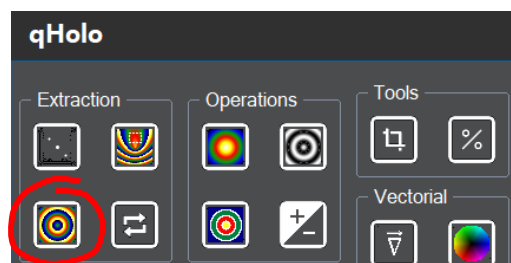 qHolo
Extraction
Operations
Tools
Vectorial